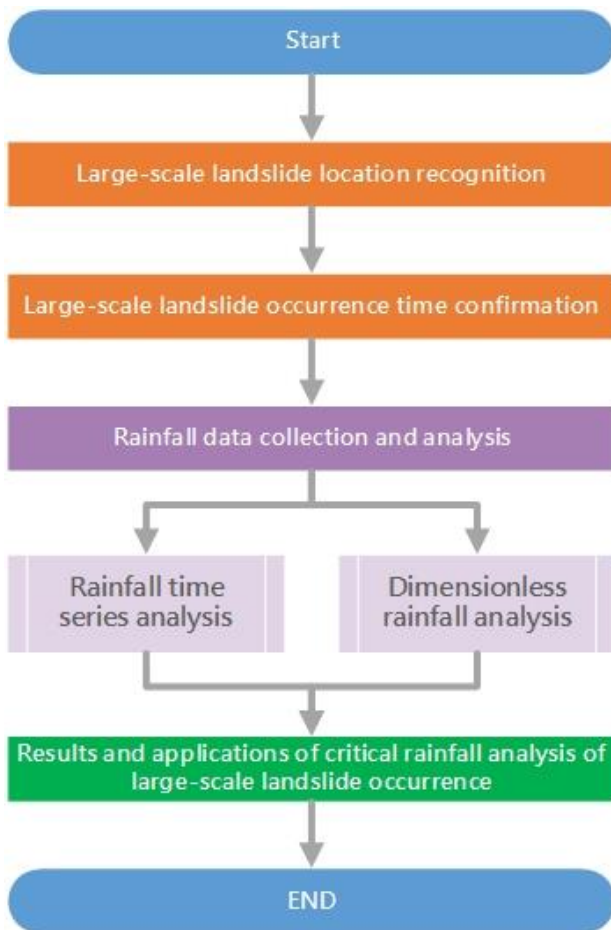 Start
Large-scale landslide location recognition
Large-scale landslide occurrence time confirmation
Rainfall data collection and analysis
Rainfall time
series analysis
Dimensionless
rainfall analysis
Results and applications of critical rainfall analysis of
large-scale landslide occurrence
END